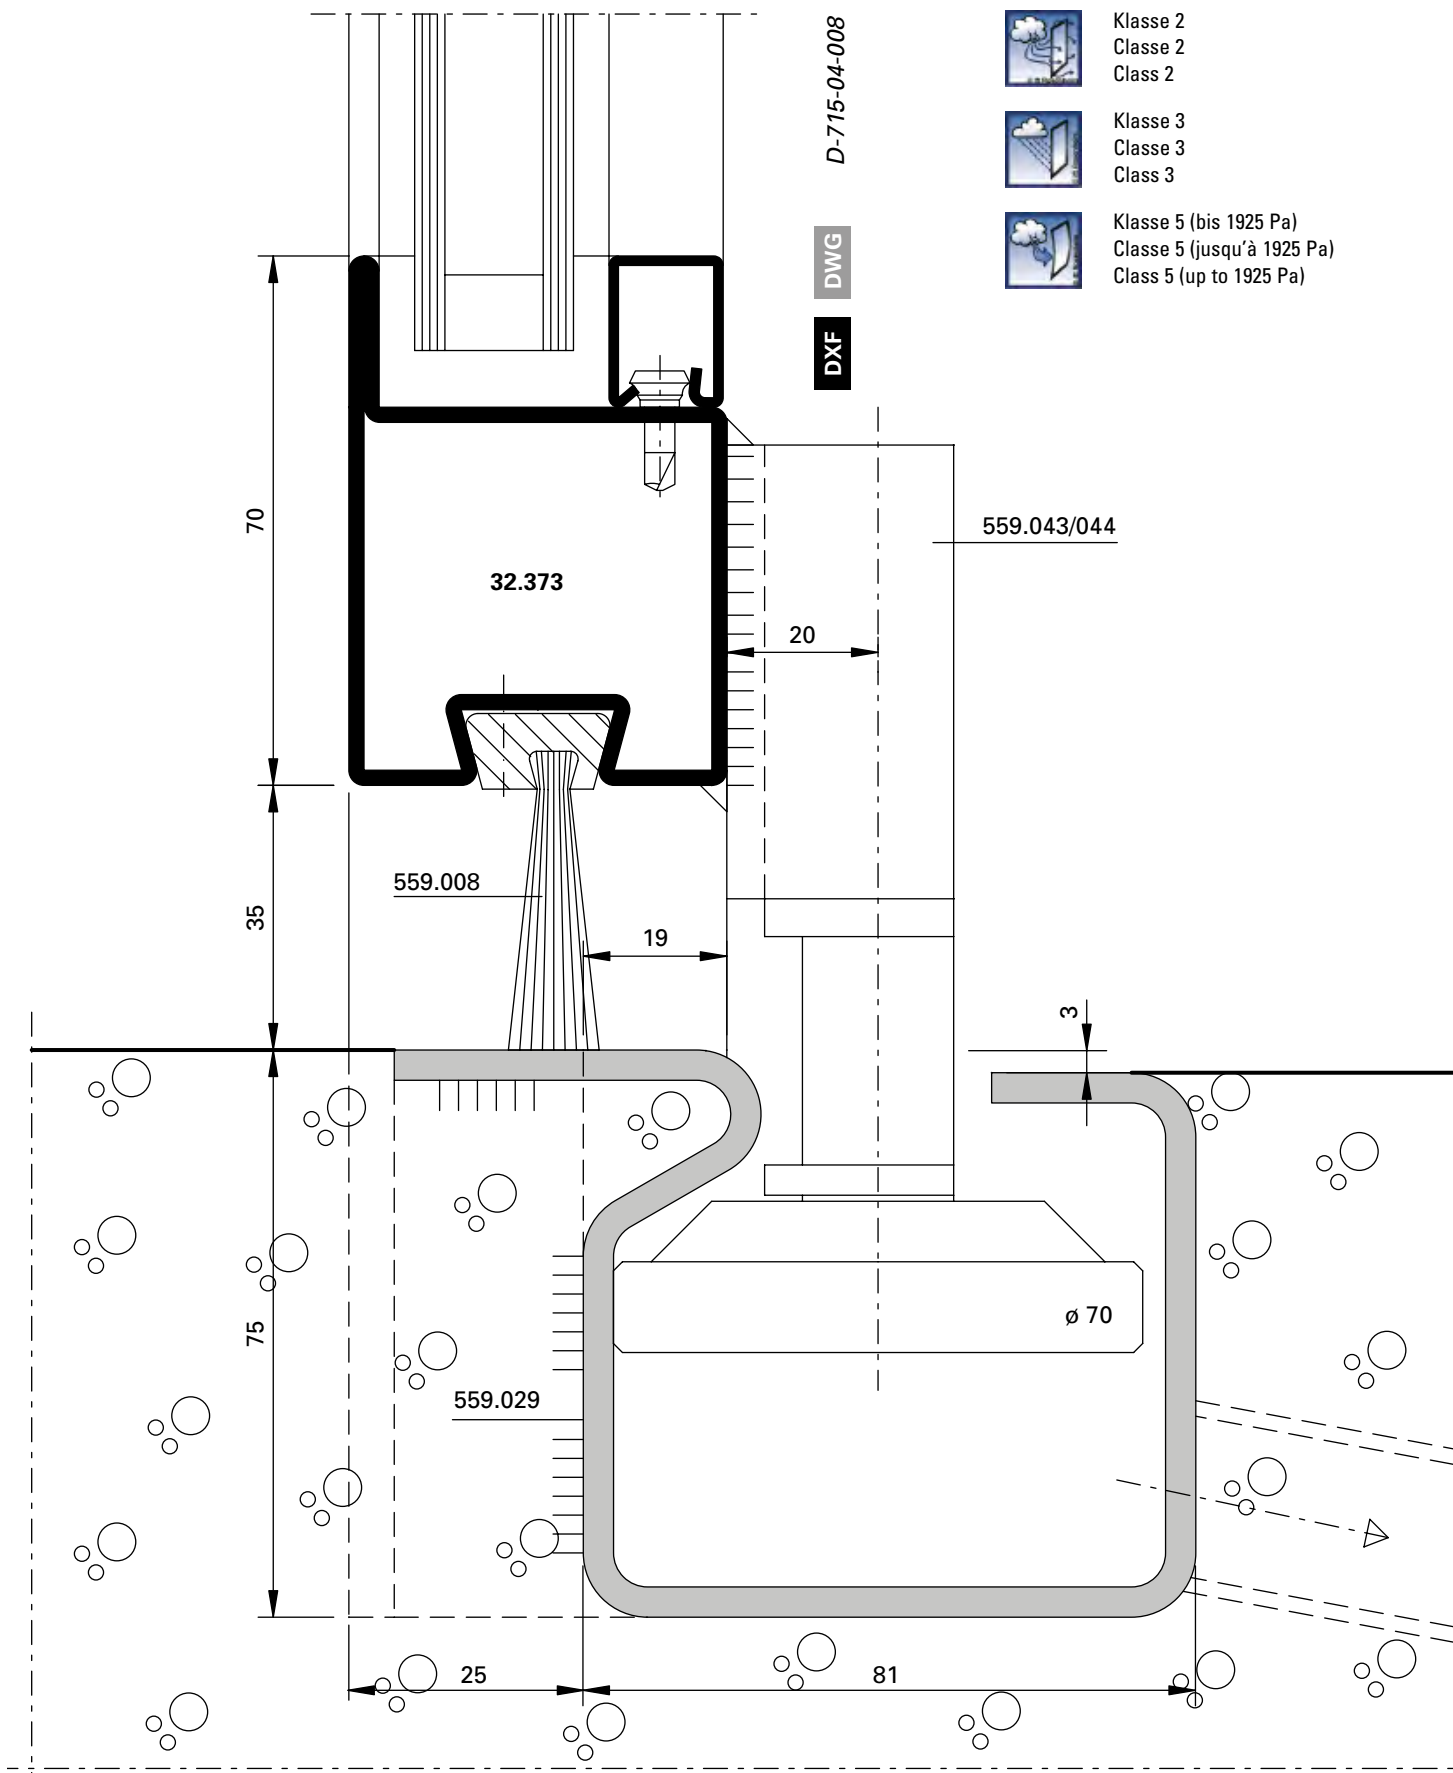 D-715-04-008
Klasse 2
Classe 2
Class 2
Klasse 3
Classe 3
Class 3
Klasse 5 (bis 1925 Pa)
Classe 5 (jusqu'à 1925 Pa)
Class 5 (up to 1925 Pa)
DWG
DXF
70
559.043/044
32.373
20
559.008
35
19
3
ø 70
75
559.029
25
81